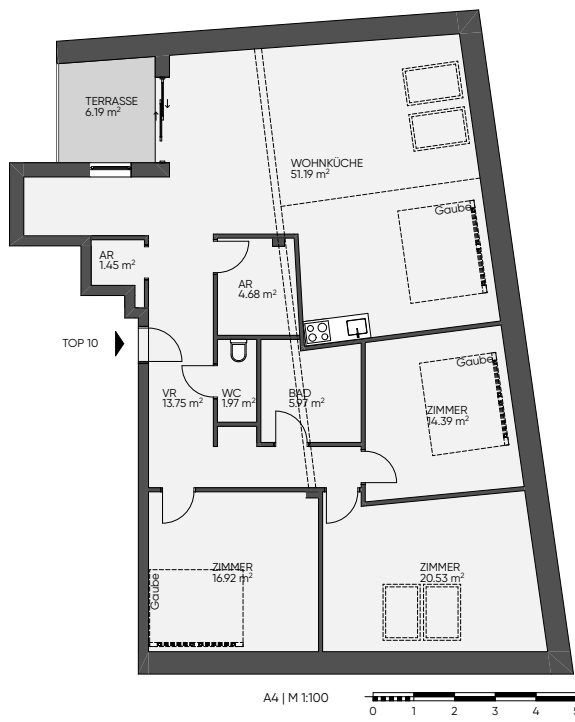 TERRASSE
6.19 m²
WOHNKÜCHE
51.19 m²
Gaube
AR
1.45 m²
AR
4.68 m²
TOP 10
VR
13.75 m²
WC
1.97 m²
BAD
5.97 m²
Gaube
ZIMMER
14.39 m²
ZIMMER
16.92 m²
Gaube
ZIMMER
20.53 m²
A4 | M 1:100
0 1 2 3 4 5